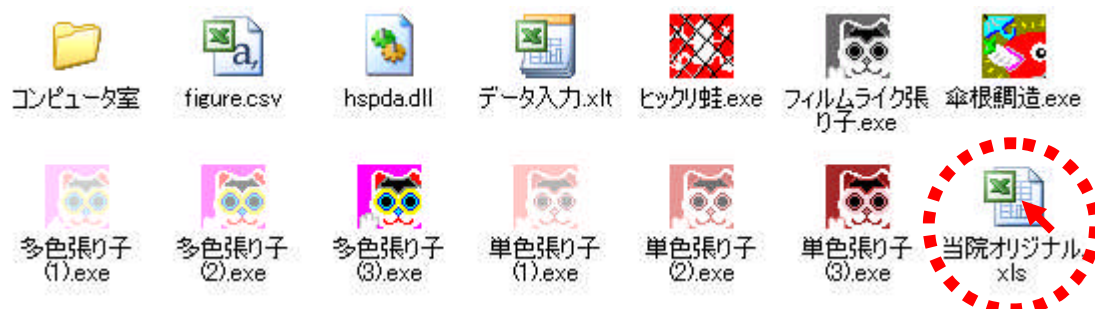 コンピュータ室
figure.csv
hspda.dll
データ入力.xlt
ヒックリ蛙.exe
フィルムライク張
り子.exe
傘根鯛造.exe
多色張り子
(1).exe
多色張り子
(2).exe
多色張り子
(3).exe
単色張り子
(1).exe
単色張り子
(2).exe
単色張り子
(3).exe
当院オリジナル.
xls